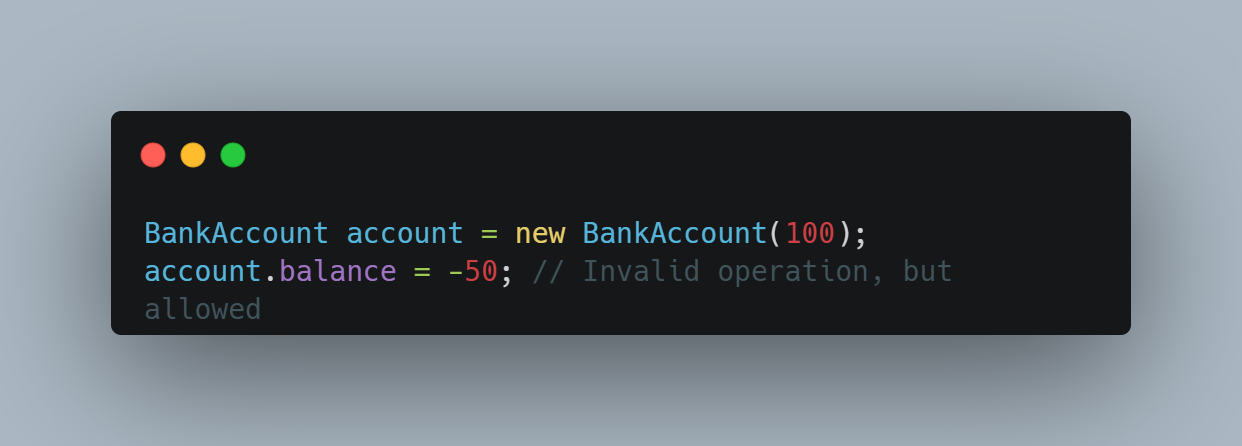 BankAccount account = new BankAccount(100);
account.balance = -50; // Invalid operation, but
allowed